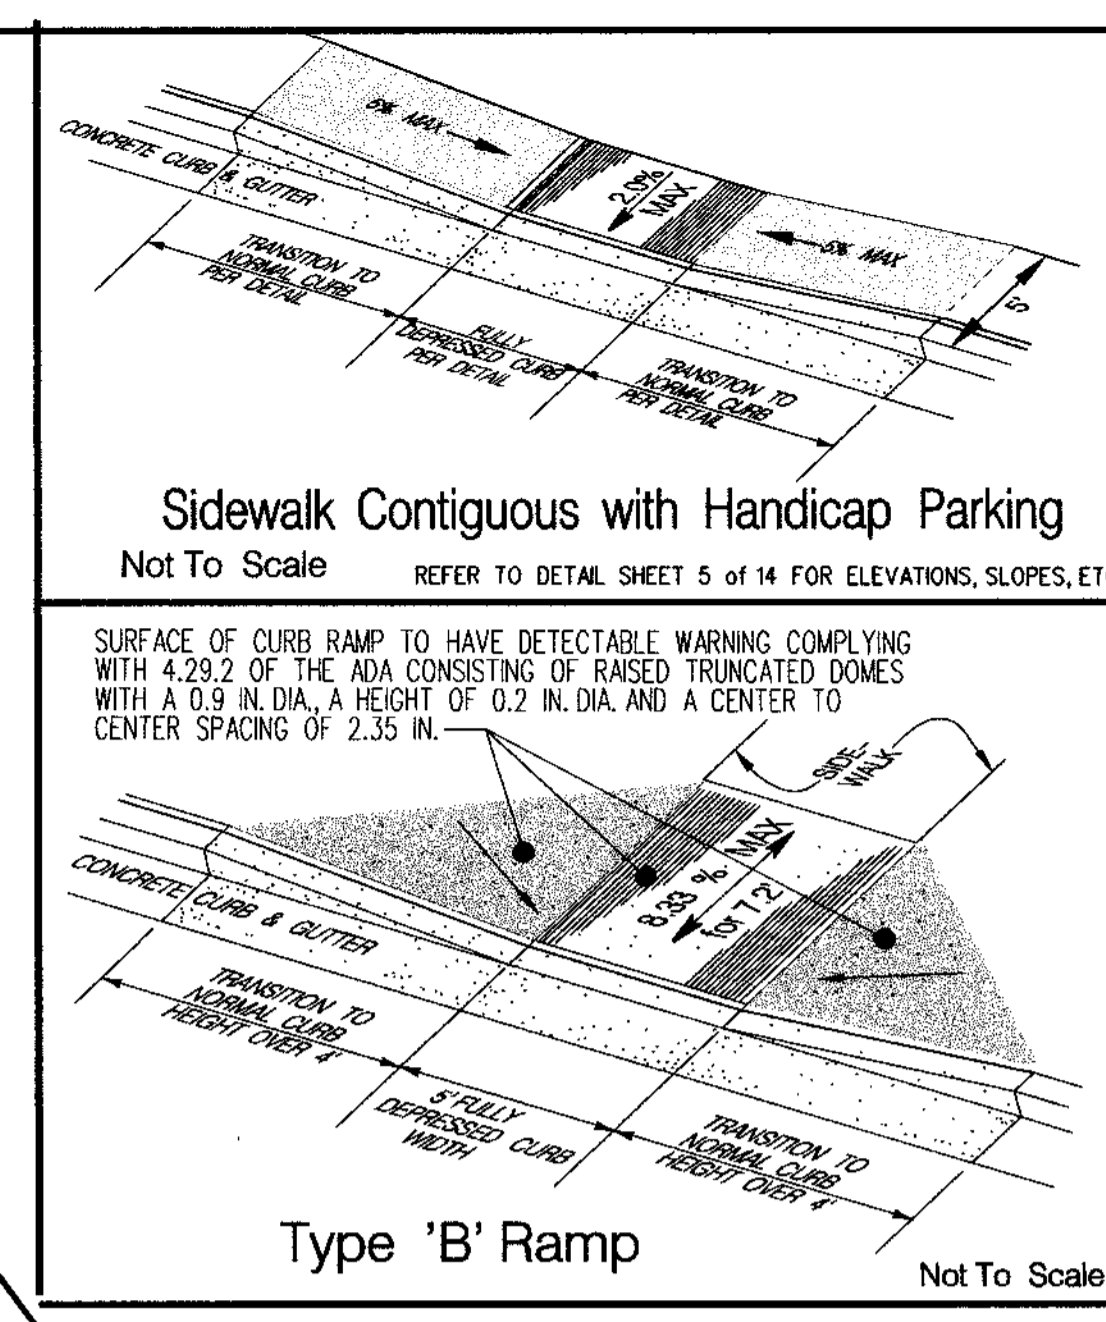 6% MAX
CONCRETE CURB & GUTTER
2.0%
MAX
5% MAX
5'
TRANSITION TO
NORMAL CURB
PER DETAIL
FULLY
DEPRESSED CURB
PER DETAIL
TRANSITION TO
NORMAL CURB
PER DETAIL
Sidewalk Contiguous with Handicap Parking
Not To Scale
REFER TO DETAIL SHEET 5 of 14 FOR ELEVATIONS, SLOPES, ET
SURFACE OF CURB RAMP TO HAVE DETECTABLE WARNING COMPLYING
WITH 4.29.2 OF THE ADA CONSISTING OF RAISED TRUNCATED DOMES
WITH A 0.9 IN. DIA., A HEIGHT OF 0.2 IN. DIA. AND A CENTER TO
CENTER SPACING OF 2.35 IN.
SIDE-
WALK
8.33 % MAX
for 7.2'
CONCRETE CURB & GUTTER
TRANSITION TO
NORMAL CURB
HEIGHT OVER 4'
5' FULLY
DEPRESSED CURB
WIDTH
TRANSITION TO
NORMAL CURB
HEIGHT OVER 4'
Type 'B' Ramp
Not To Scale